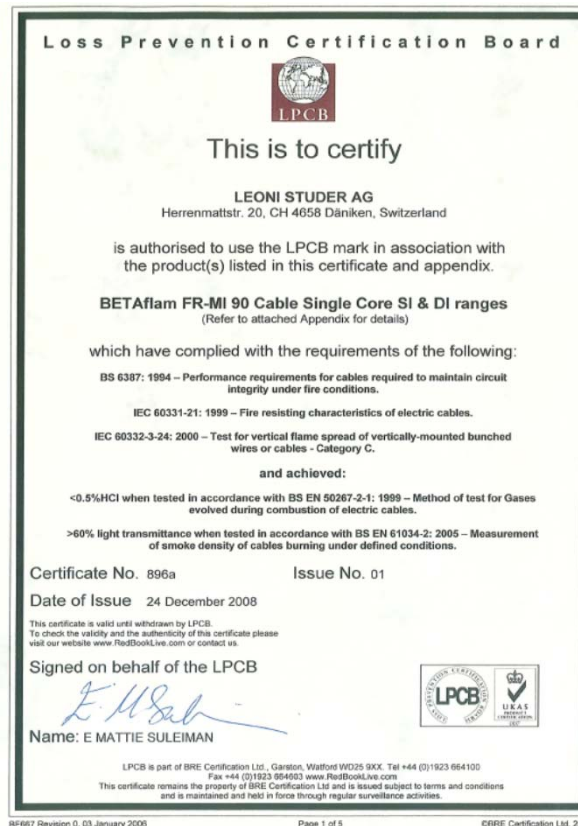 Loss Prevention Certification Board
LPCB
This is to certify
LEONI STUDER AG
Herrenmattstr. 20, CH 4658 Däniken, Switzerland
is authorised to use the LPCB mark in association with
the product(s) listed in this certificate and appendix.
BETAflam FR-MI 90 Cable Single Core SI & DI ranges
(Refer to attached Appendix for details)
which have complied with the requirements of the following:
BS 6387: 1994 – Performance requirements for cables required to maintain circuit
integrity under fire conditions.
IEC 60331-21: 1999 – Fire resisting characteristics of electric cables.
IEC 60332-3-24: 2000 – Test for vertical flame spread of vertically-mounted bunched
wires or cables - Category C.
and achieved:
<0.5%HCl when tested in accordance with BS EN 50267-2-1: 1999 – Method of test for Gases
evolved during combustion of electric cables.
>60% light transmittance when tested in accordance with BS EN 61034-2: 2005 – Measurement
of smoke density of cables burning under defined conditions.
Certificate No. 896a Issue No. 01
Date of Issue 24 December 2008
This certificate is valid until withdrawn by LPCB.
To check the validity and the authenticity of this certificate please
visit our website www.RedBookLive.com or contact us.
Signed on behalf of the LPCB
Name: E MATTIE SULEIMAN
LPCB
UKAS
PRODUCT
CERTIFICATION
LPCB is part of BRE Certification Ltd., Garston, Watford WD25 9XX. Tel +44 (0)1923 664100
Fax +44 (0)1923 664603 www.RedBookLive.com
This certificate remains the property of BRE Certification Ltd and is issued subject to terms and conditions
and is maintained and held in force through regular surveillance activities.
BF667 Revision 0, 03 January 2006 Page 1 of 5 ©BRE Certification Ltd, 2